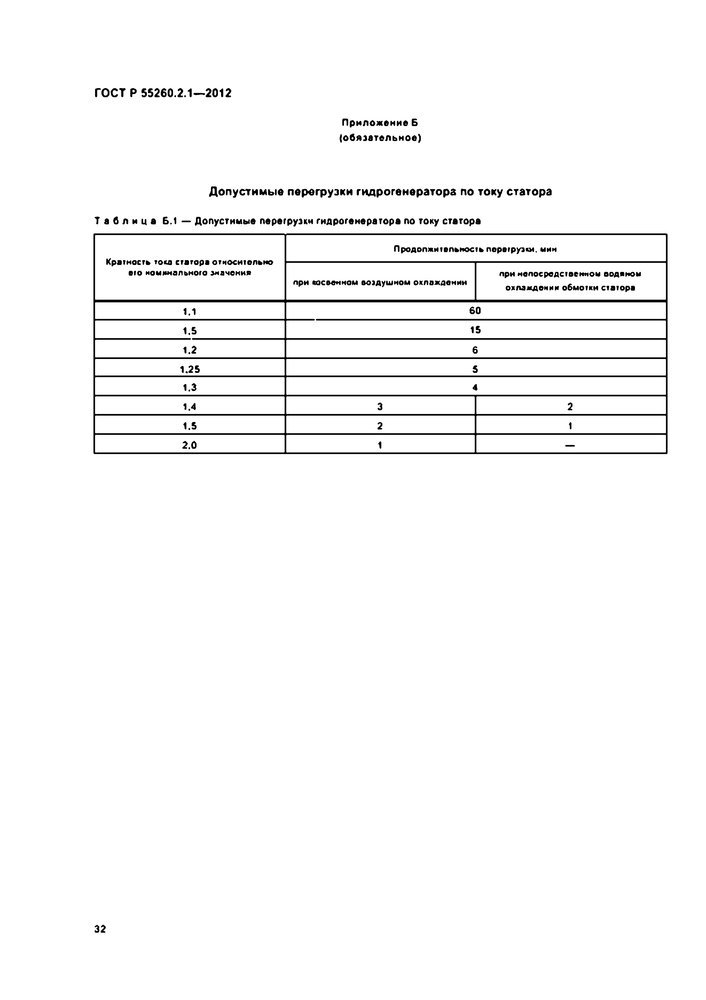 ГОСТ Р 55260.2.1—2012
Приложение Б
(обязательное)
Допустимые перегрузки гидрогенератора по току статора
Таблица Б.1 — Допустимые перегрузки гидрогенератора по току статора
Кратность тока статора относительно
его номинального значения
Продолжительность перегрузки, мин
при косвенном воздушном охлаждении
при непосредственном водяном
охлаждении обмотки статора
1.1 60
1.5 15
1.2 6
1.25 5
1.3 4
1.4 3 2
1.5 2 1
2.0 1 —
32